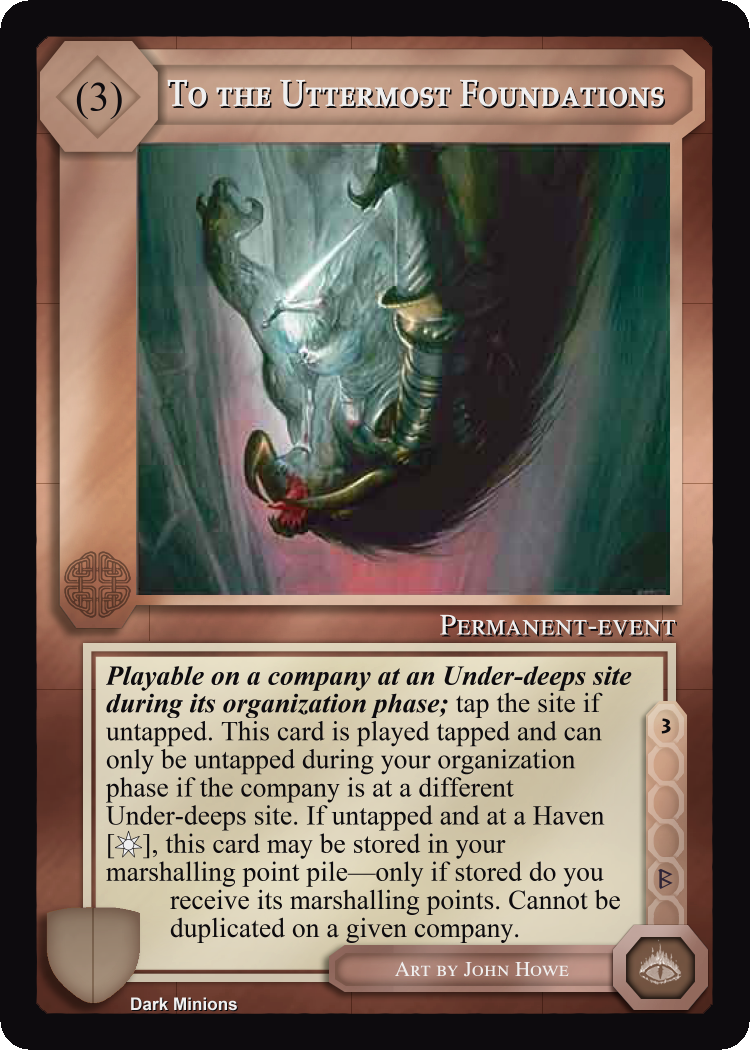 (3)
To the Uttermost Foundations
Permanent-event
Playable on a company at an Under-deeps site
during its organization phase; tap the site if
untapped. This card is played tapped and can
only be untapped during your organization
phase if the company is at a different
Under-deeps site. If untapped and at a Haven
[], this card may be stored in your
marshalling point pile—only if stored do you
receive its marshalling points. Cannot be
duplicated on a given company.
3
ᛒ
Art by John Howe
Dark Minions